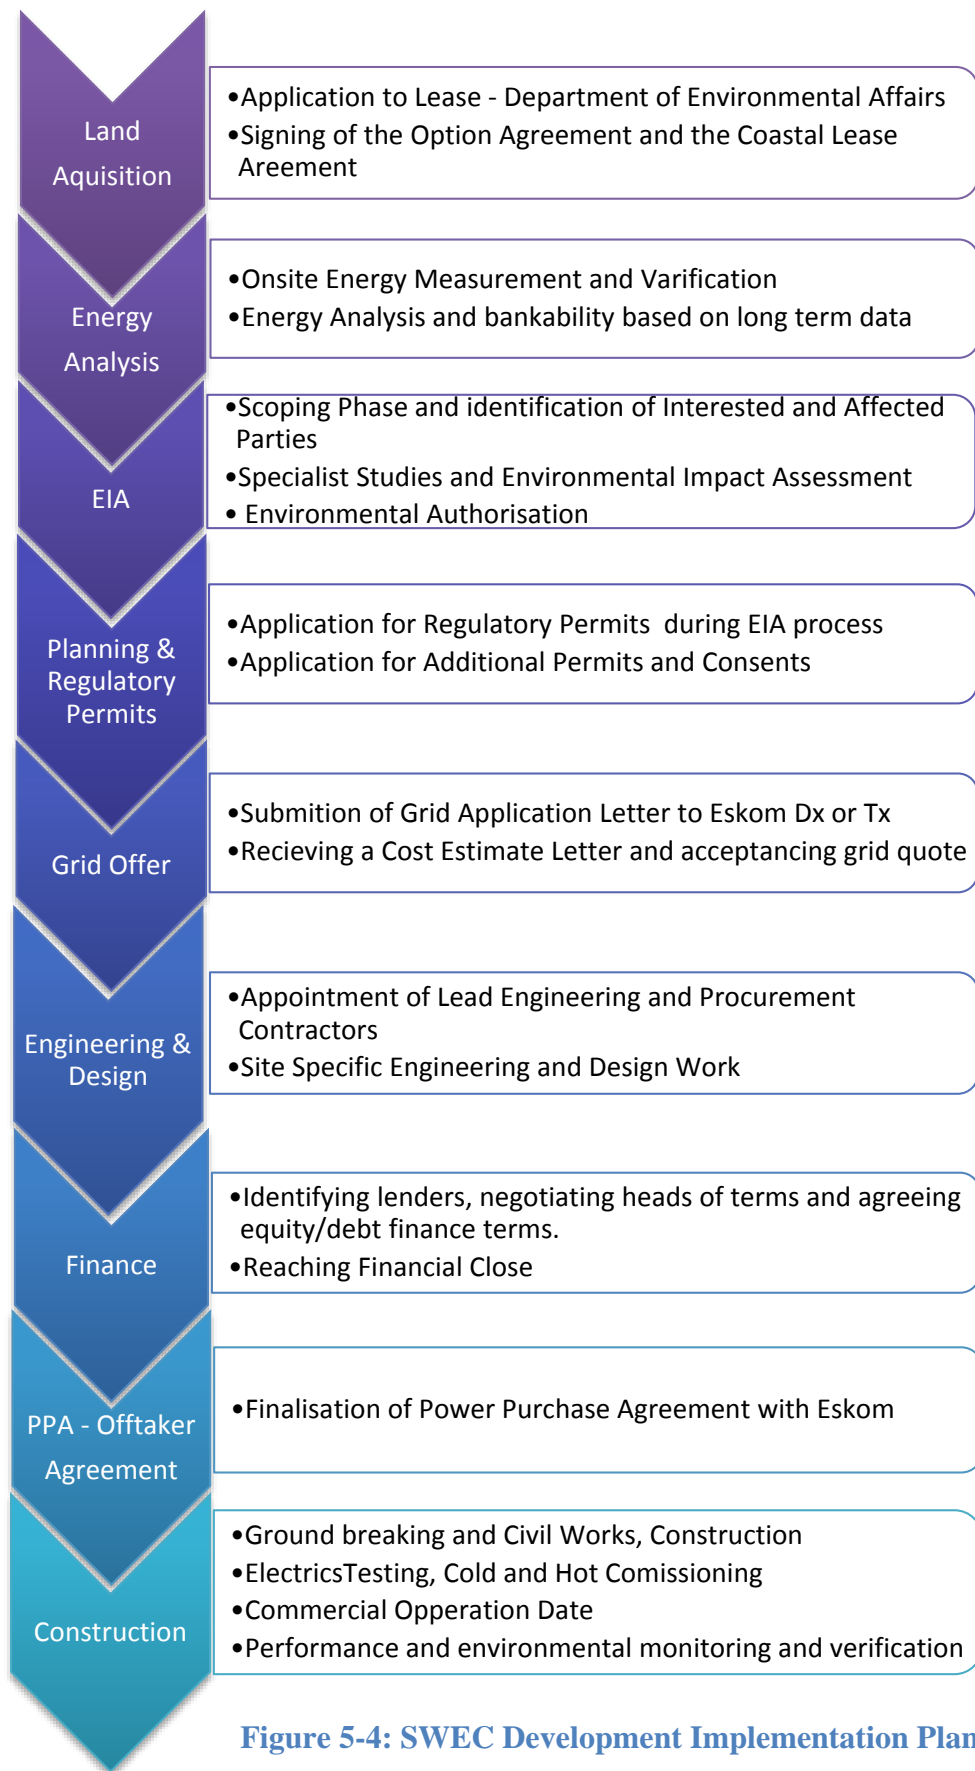 Land
Aquisition
•Application to Lease - Department of Environmental Affairs
•Signing of the Option Agreement and the Coastal Lease
Areement
Energy
Analysis
•Onsite Energy Measurement and Varification
•Energy Analysis and bankability based on long term data
EIA
•Scoping Phase and identification of Interested and Affected
Parties
•Specialist Studies and Environmental Impact Assessment
• Environmental Authorisation
Planning &
Regulatory
Permits
•Application for Regulatory Permits  during EIA process
•Application for Additional Permits and Consents
Grid Offer
•Submition of Grid Application Letter to Eskom Dx or Tx
•Recieving a Cost Estimate Letter and acceptancing grid quote
Engineering &
Design
•Appointment of Lead Engineering and Procurement
Contractors
•Site Specific Engineering and Design Work
Finance
•Identifying lenders, negotiating heads of terms and agreeing
equity/debt finance terms.
•Reaching Financial Close
PPA - Offtaker
Agreement
•Finalisation of Power Purchase Agreement with Eskom
Construction
•Ground breaking and Civil Works, Construction
•ElectricsTesting, Cold and Hot Comissioning
•Commercial Opperation Date
•Performance and environmental monitoring and verification
Figure 5-4: SWEC Development Implementation Plan